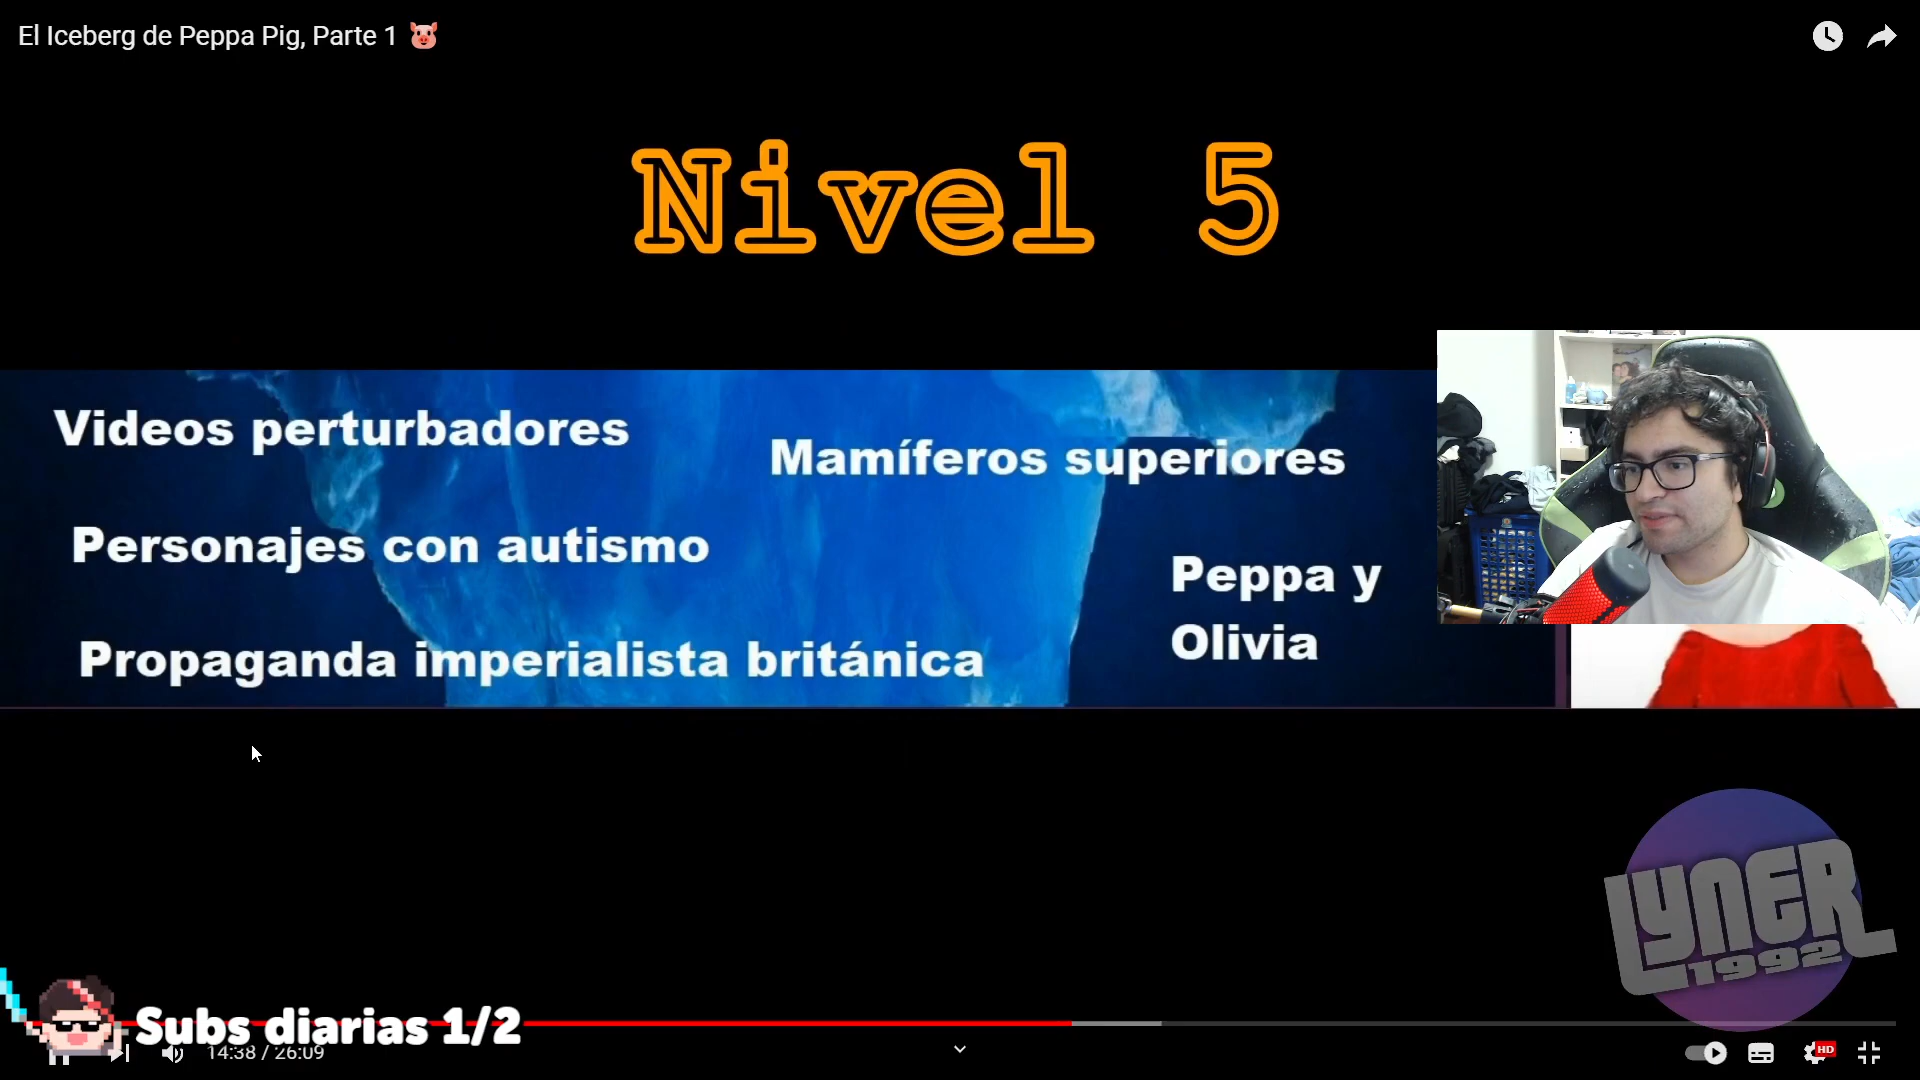 El Iceberg de Peppa Pig, Parte 1 🐷
Nivel 5
Videos perturbadores
Mamíferos superiores
Personajes con autismo
Peppa y
Olivia
Propaganda imperialista británica
LYNER
1992
Subs diarias 1/2
14:38 / 26:09
HD